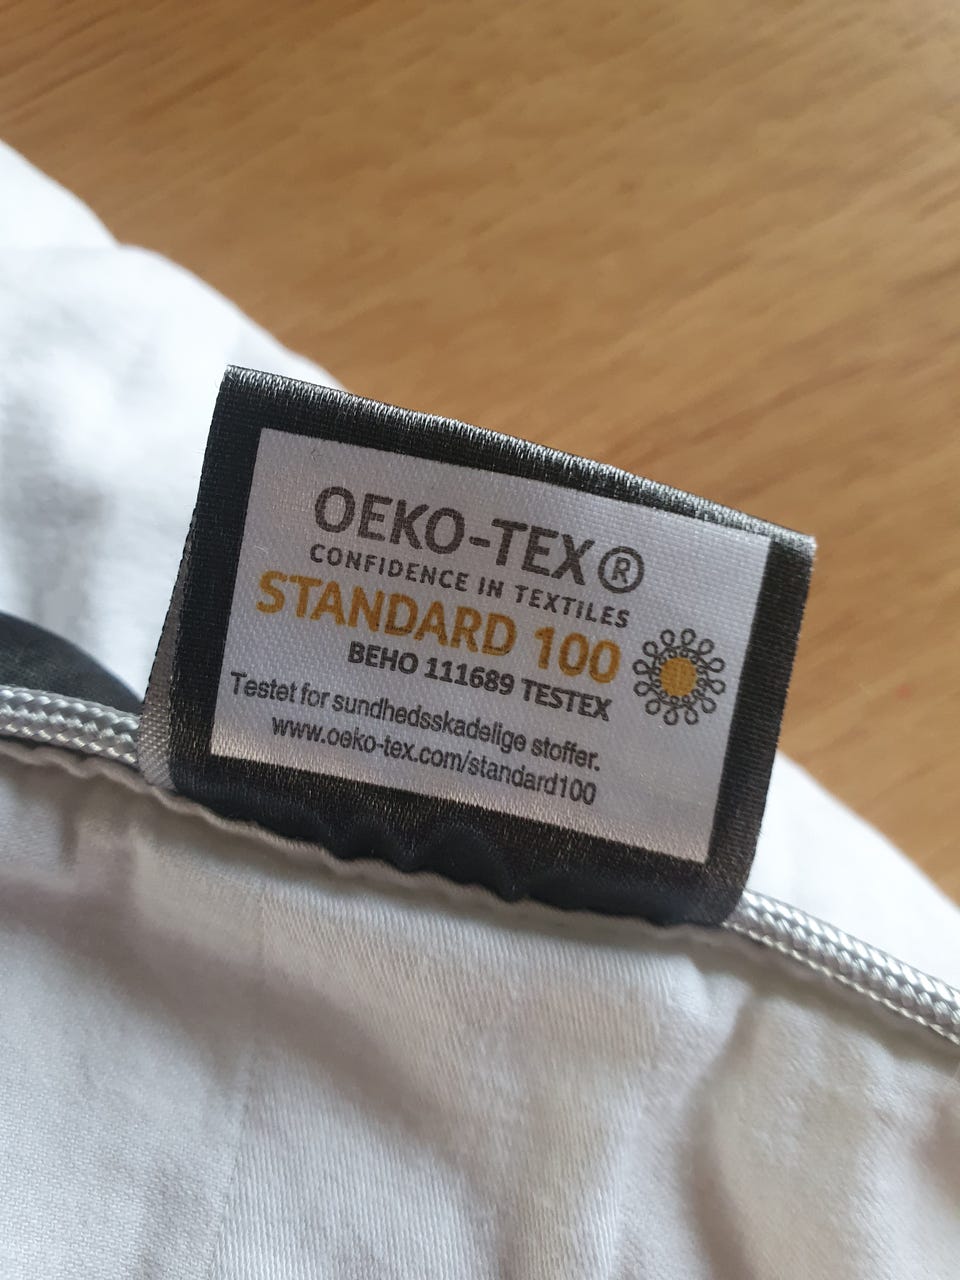 OEKO-TEX®
CONFIDENCE IN TEXTILES
STANDARD 100
BEHO 111689 TESTEX
Testet for sundhedsskadelige stoffer.
www.oeko-tex.com/standard100